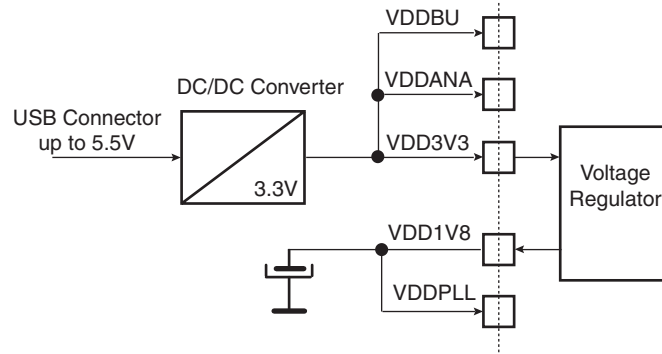 VDDBU
DC/DC Converter
VDDANA
USB Connector
up to 5.5V
VDD3V3
3.3V
Voltage
Regulator
VDD1V8
VDDPLL